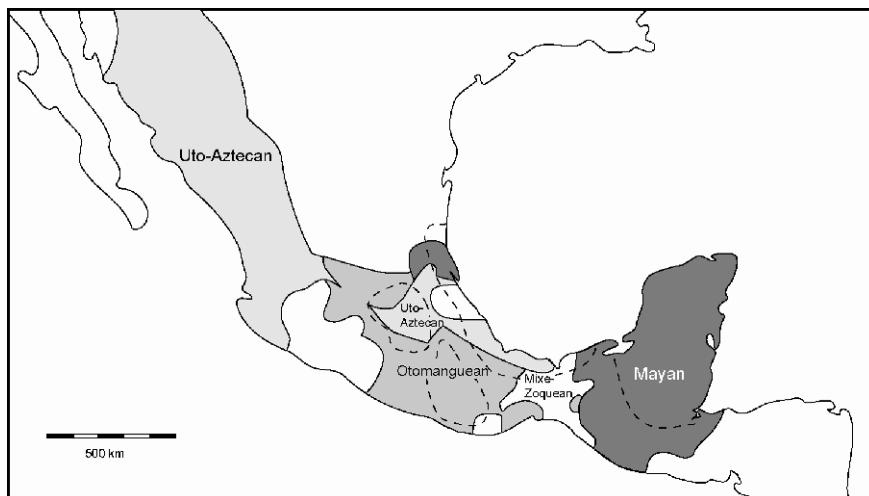 Uto-Aztecan
Uto-
Aztecan
Otomanguean
Mixe
Zoquean
Mayan
500 km